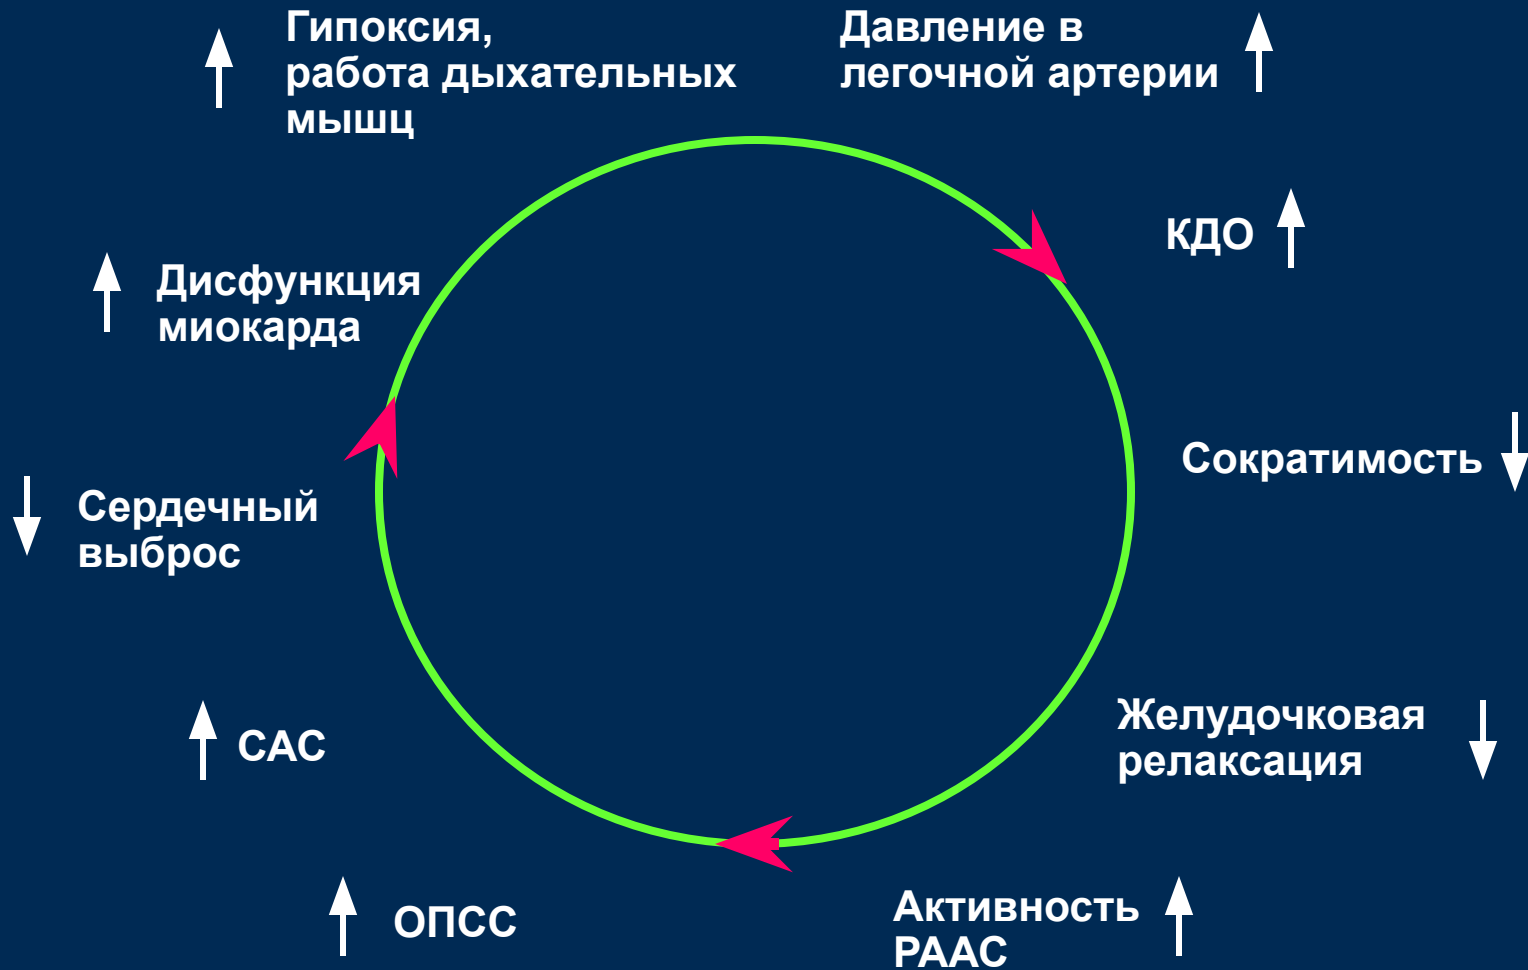 Гипоксия,
работа дыхательных
мышц
Давление в
легочной артерии
КДО
Дисфункция
миокарда
Сократимость
Сердечный
выброс
Желудочковая
релаксация
САС
Активность
РААС
ОПСС